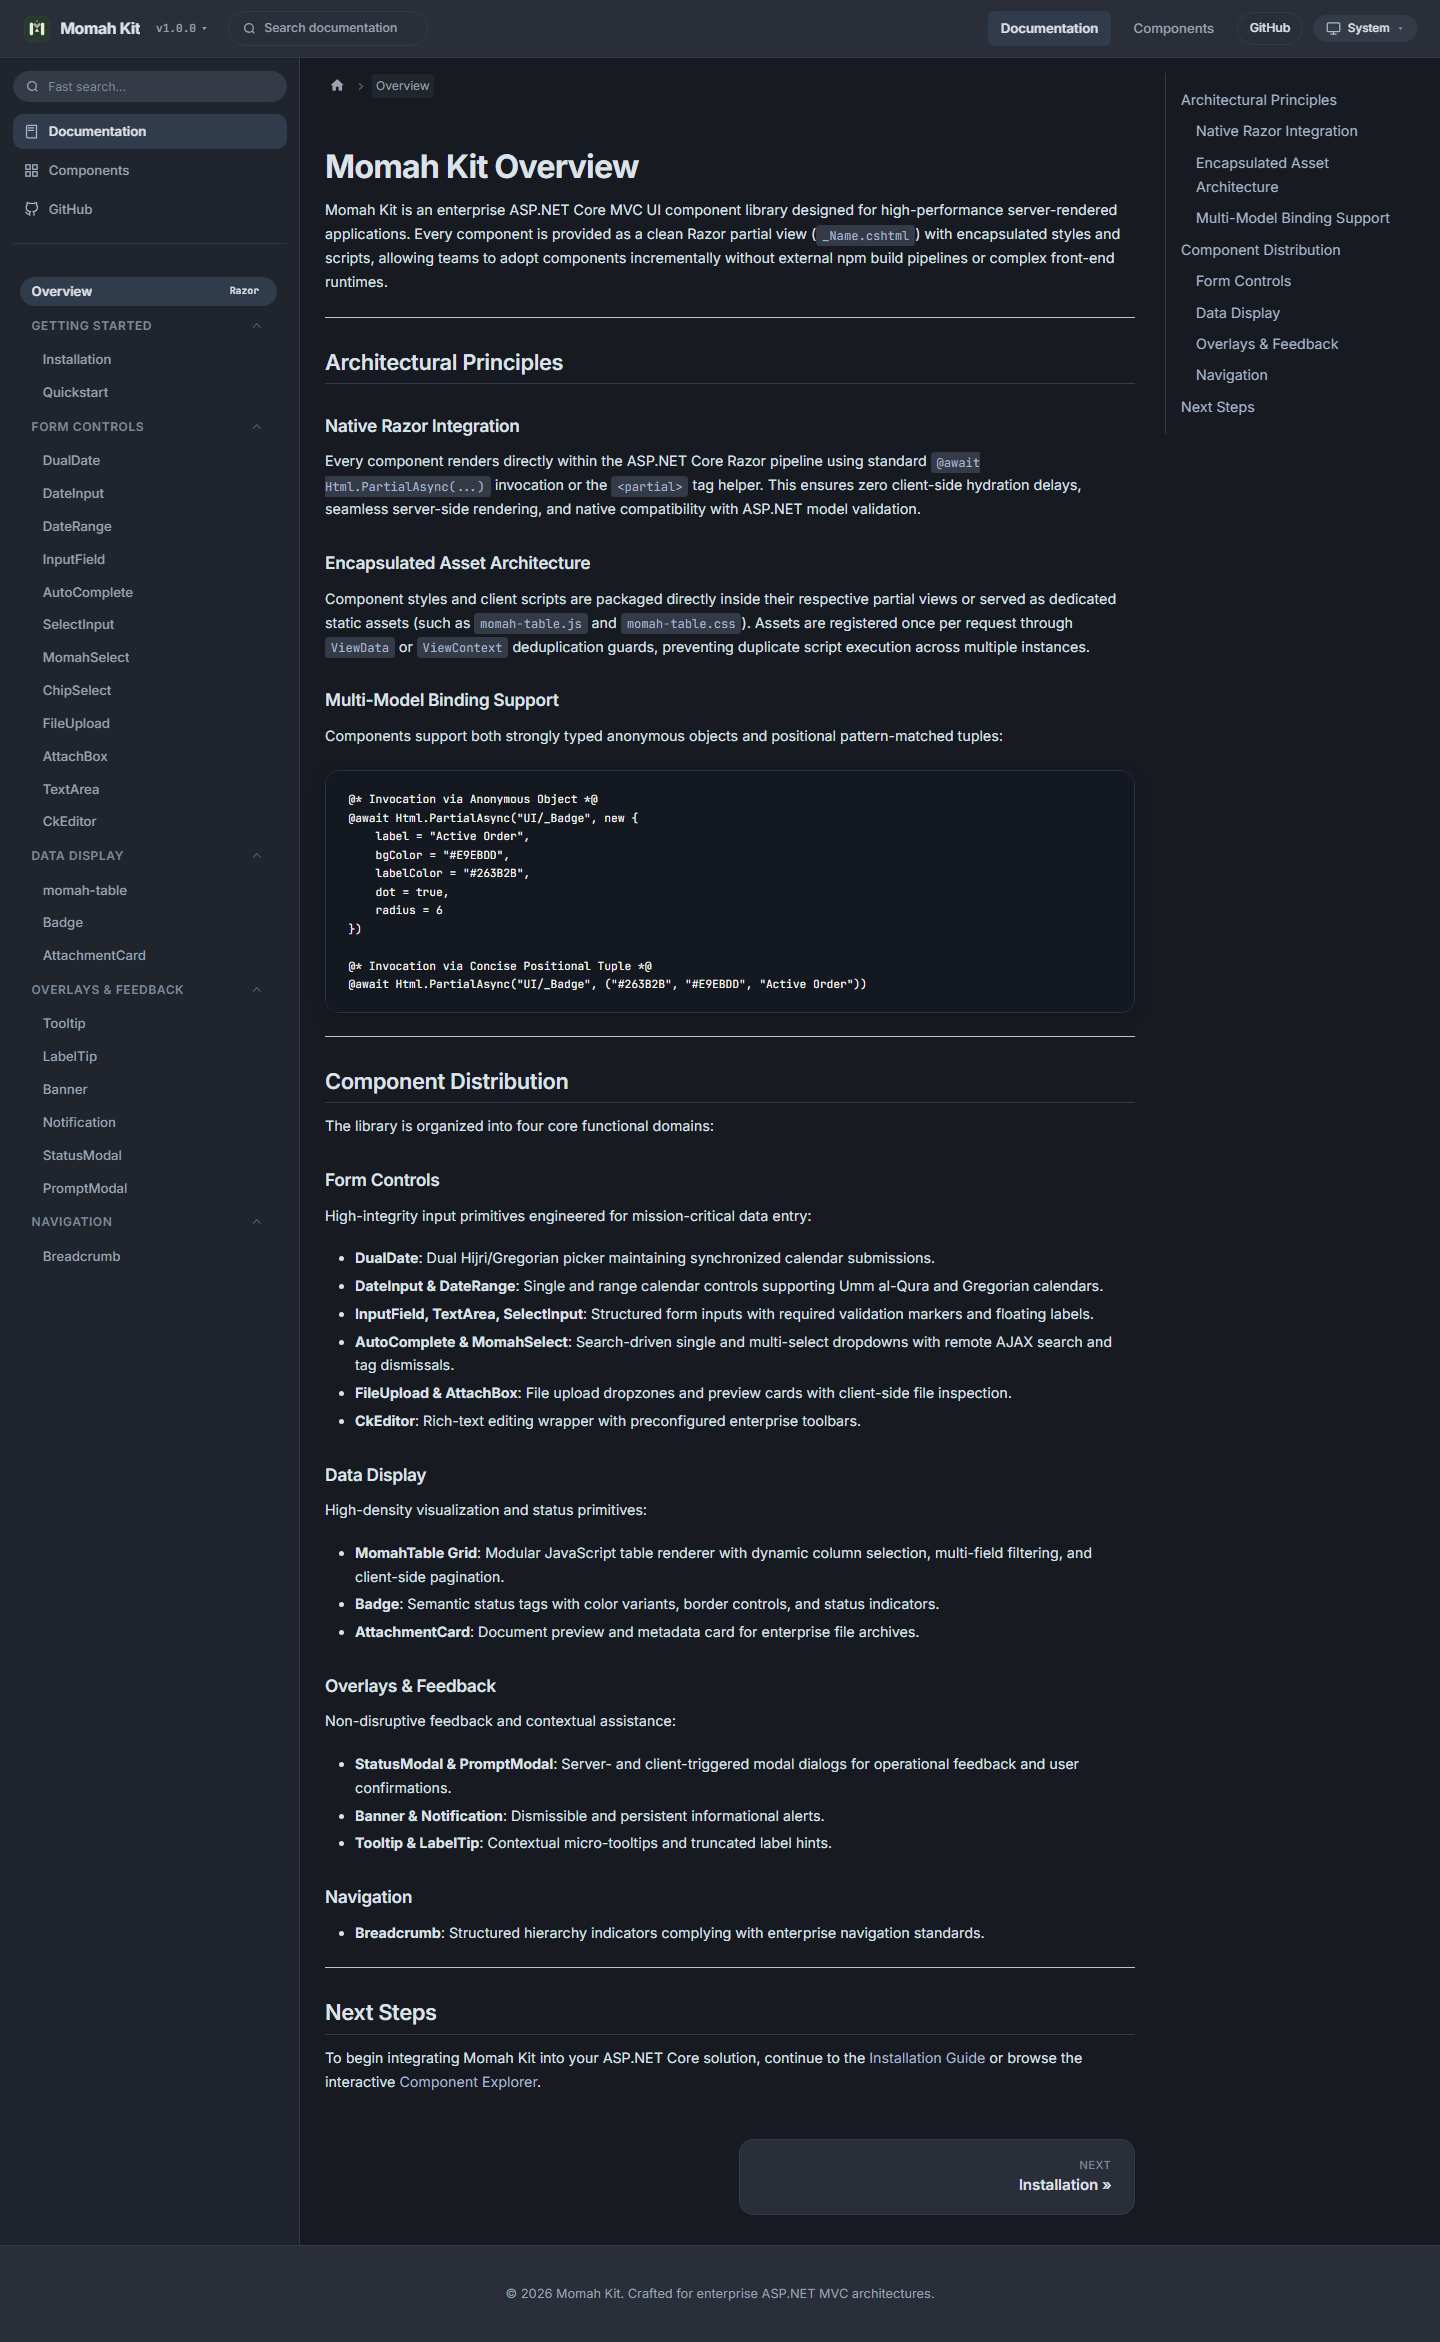 Momah Kit v1.0.0 Search documentation Documentation Components GitHub System
Fast search...
Documentation
Components
GitHub
Overview Razor
GETTING STARTED
Installation
Quickstart
FORM CONTROLS
DualDate
DateInput
DateRange
InputField
AutoComplete
SelectInput
MomahSelect
ChipSelect
FileUpload
AttachBox
TextArea
CkEditor
DATA DISPLAY
momah-table
Badge
AttachmentCard
OVERLAYS & FEEDBACK
Tooltip
LabelTip
Banner
Notification
StatusModal
PromptModal
NAVIGATION
Breadcrumb
Overview
Momah Kit Overview
Momah Kit is an enterprise ASP.NET Core MVC UI component library designed for high-performance server-rendered
applications. Every component is provided as a clean Razor partial view (_Name.cshtml) with encapsulated styles and
scripts, allowing teams to adopt components incrementally without external npm build pipelines or complex front-end
runtimes.
Architectural Principles
Native Razor Integration
Every component renders directly within the ASP.NET Core Razor pipeline using standard @await
Html.PartialAsync(...) invocation or the <partial> tag helper. This ensures zero client-side hydration delays,
seamless server-side rendering, and native compatibility with ASP.NET model validation.
Encapsulated Asset Architecture
Component styles and client scripts are packaged directly inside their respective partial views or served as dedicated
static assets (such as momah-table.js and momah-table.css). Assets are registered once per request through
ViewData or ViewContext deduplication guards, preventing duplicate script execution across multiple instances.
Multi-Model Binding Support
Components support both strongly typed anonymous objects and positional pattern-matched tuples:
@* Invocation via Anonymous Object *@
@await Html.PartialAsync("UI/_Badge", new {
    label = "Active Order",
    bgColor = "#E9EBDD",
    labelColor = "#263B2B",
    dot = true,
    radius = 6
})
@* Invocation via Concise Positional Tuple *@
@await Html.PartialAsync("UI/_Badge", ("#263B2B", "#E9EBDD", "Active Order"))
Component Distribution
The library is organized into four core functional domains:
Form Controls
High-integrity input primitives engineered for mission-critical data entry:
• DualDate: Dual Hijri/Gregorian picker maintaining synchronized calendar submissions.
• DateInput & DateRange: Single and range calendar controls supporting Umm al-Qura and Gregorian calendars.
• InputField, TextArea, SelectInput: Structured form inputs with required validation markers and floating labels.
• AutoComplete & MomahSelect: Search-driven single and multi-select dropdowns with remote AJAX search and
tag dismissals.
• FileUpload & AttachBox: File upload dropzones and preview cards with client-side file inspection.
• CkEditor: Rich-text editing wrapper with preconfigured enterprise toolbars.
Data Display
High-density visualization and status primitives:
• MomahTable Grid: Modular JavaScript table renderer with dynamic column selection, multi-field filtering, and
client-side pagination.
• Badge: Semantic status tags with color variants, border controls, and status indicators.
• AttachmentCard: Document preview and metadata card for enterprise file archives.
Overlays & Feedback
Non-disruptive feedback and contextual assistance:
• StatusModal & PromptModal: Server- and client-triggered modal dialogs for operational feedback and user
confirmations.
• Banner & Notification: Dismissible and persistent informational alerts.
• Tooltip & LabelTip: Contextual micro-tooltips and truncated label hints.
Navigation
• Breadcrumb: Structured hierarchy indicators complying with enterprise navigation standards.
Next Steps
To begin integrating Momah Kit into your ASP.NET Core solution, continue to the Installation Guide or browse the
interactive Component Explorer.
NEXT
Installation »
Architectural Principles
Native Razor Integration
Encapsulated Asset
Architecture
Multi-Model Binding Support
Component Distribution
Form Controls
Data Display
Overlays & Feedback
Navigation
Next Steps
© 2026 Momah Kit. Crafted for enterprise ASP.NET MVC architectures.